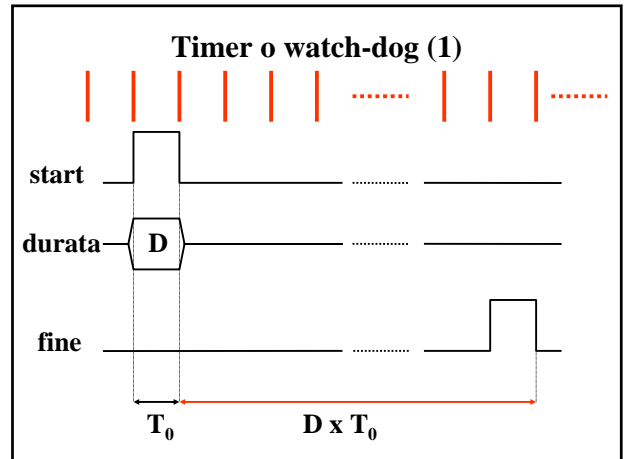 Timer o watch-dog (1)
start
durata D
fine
T₀ D x T₀